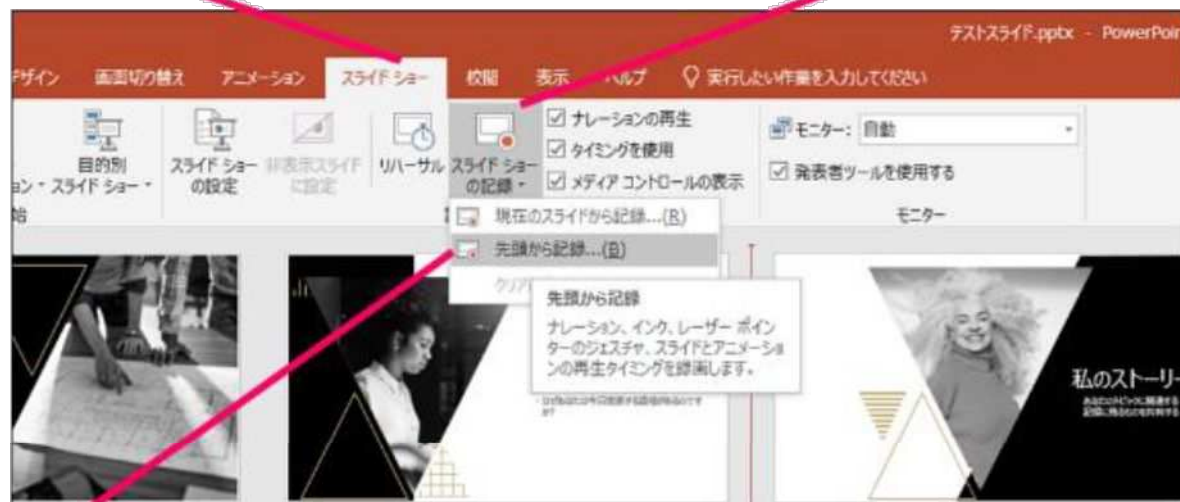 テストスライド.pptx - PowerPoin
デザイン 画面切り替え アニメーション スライド ショー 校閲 表示 ヘルプ 実行したい作業を入力してください
目的別
スライド ショー
スライド ショー
の設定
非表示スライド
に設定
リハーサル
スライド ショー
の記録
ナレーションの再生
タイミングを使用
メディア コントロールの表示
モニター: 自動
発表者ツールを使用する
モニター
現在のスライドから記録...(R)
先頭から記録...(B)
クリア
先頭から記録
ナレーション、インク、レーザー ポイン
ターのジェスチャ、スライドとアニメーショ
ンの再生タイミングを録画します。
私のストーリー